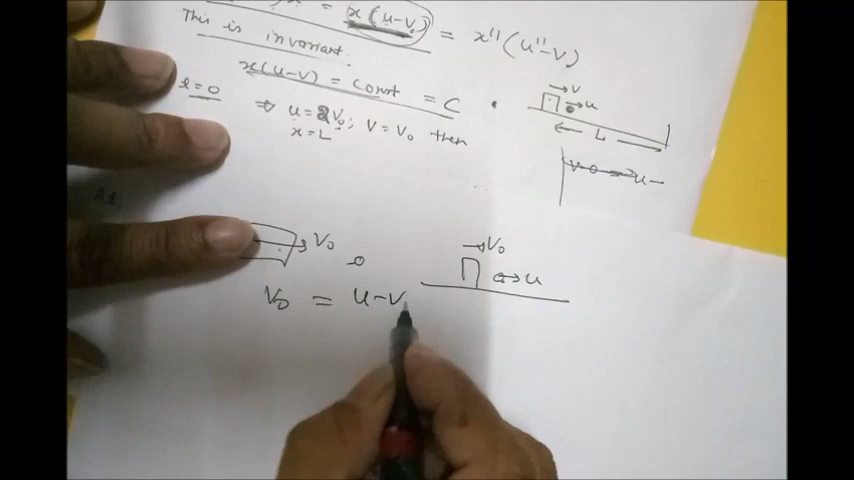 = x(u-v) = x"(u"-v)
This is invariant.
x(u-v) = const = C
t=0
⇒ u=2V₀; V=V₀ then
x=L
→v
→u
L
u
V₀
V₀
→u
V₀ = u-v